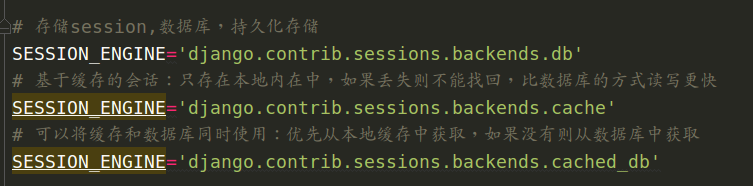 # 存储session,数据库，持久化存储
SESSION_ENGINE='django.contrib.sessions.backends.db'
# 基于缓存的会话：只存在本地内在中，如果丢失则不能找回，比数据库的方式读写更快
SESSION_ENGINE='django.contrib.sessions.backends.cache'
# 可以将缓存和数据库同时使用：优先从本地缓存中获取，如果没有则从数据库中获取
SESSION_ENGINE='django.contrib.sessions.backends.cached_db'